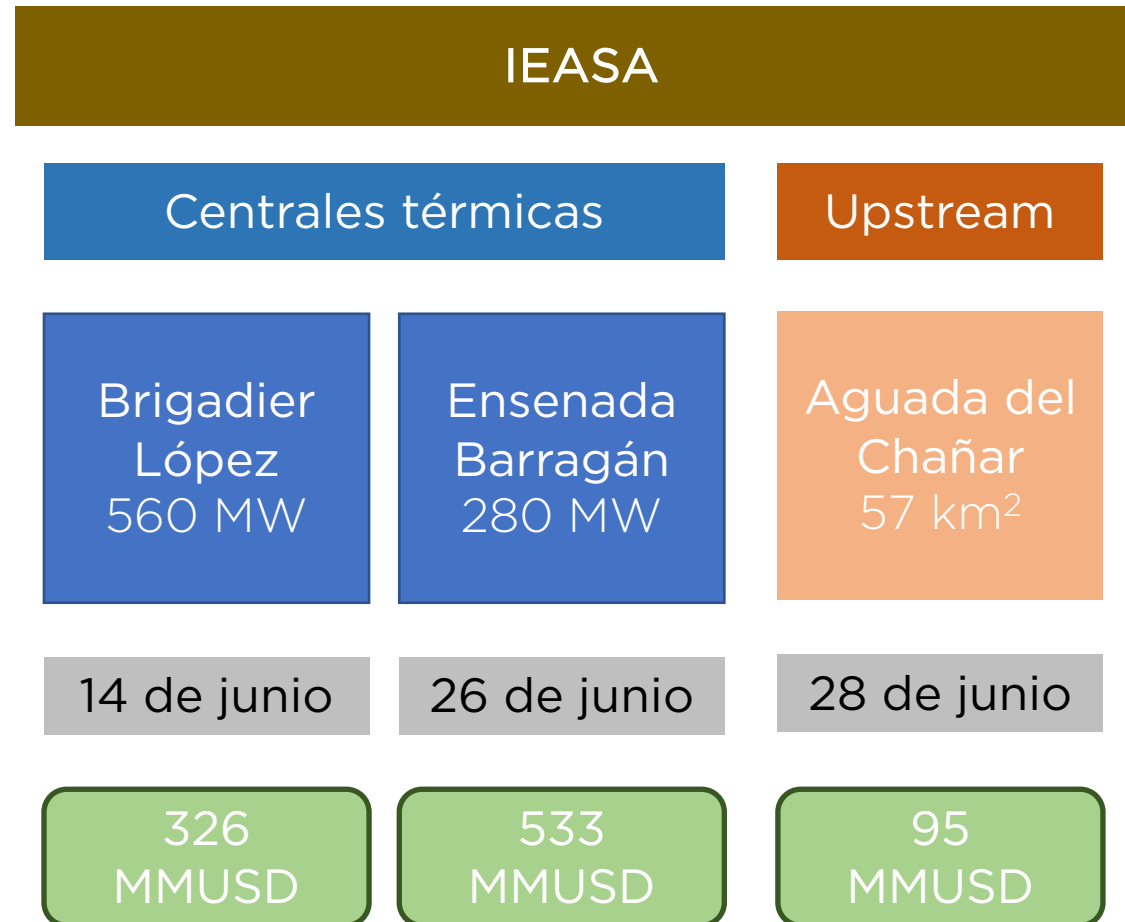 IEASA
Centrales térmicas
Upstream
Brigadier
López
560 MW
Ensenada
Barragán
280 MW
Aguada del
Chañar
57 km²
14 de junio
26 de junio
28 de junio
326
MMUSD
533
MMUSD
95
MMUSD